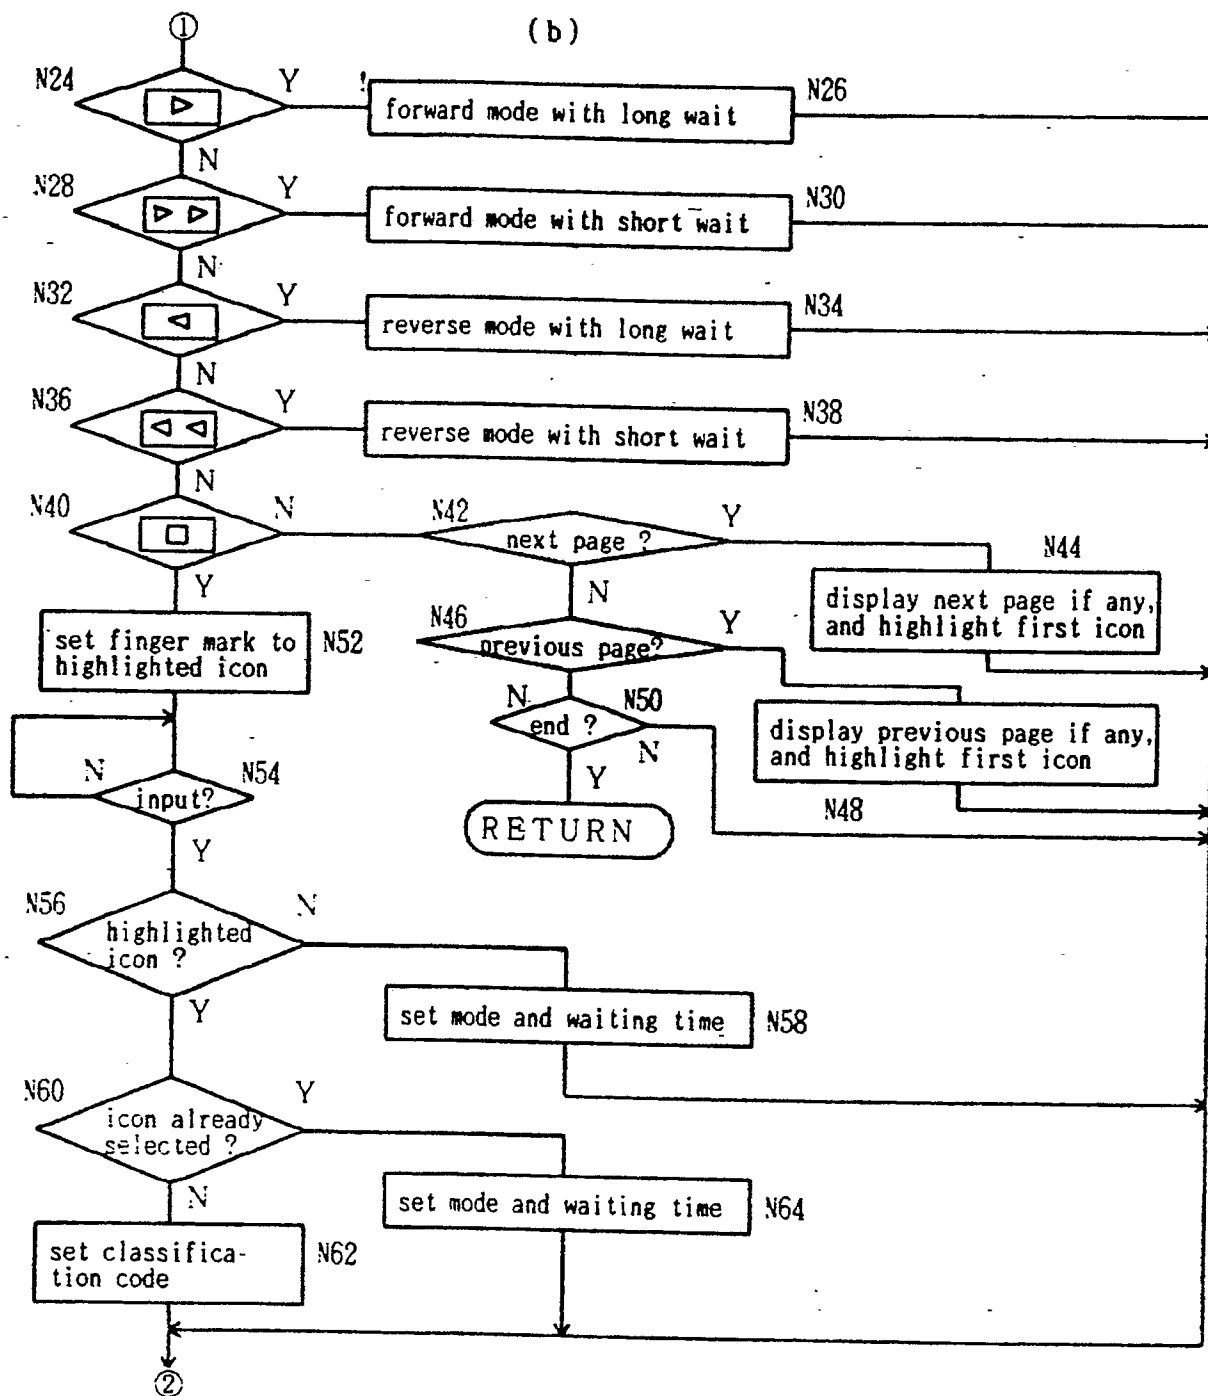 ①
(b)
N24
Y
forward mode with long wait
N26
N
N28
Y
forward mode with short wait
N30
N
N32
Y
reverse mode with long wait
N34
N
N36
Y
reverse mode with short wait
N38
N
N40
N
N42
next page ?
Y
N44
display next page if any,
and highlight first icon
Y
N
set finger mark to
highlighted icon
N52
N46
previous page?
Y
N
N50
end ?
N
display previous page if any,
and highlight first icon
N48
Y
RETURN
N
N54
input?
Y
N56
highlighted
icon ?
N
Y
set mode and waiting time
N58
N60
icon already
selected ?
Y
N
set mode and waiting time
N64
set classifica-
tion code
N62
②